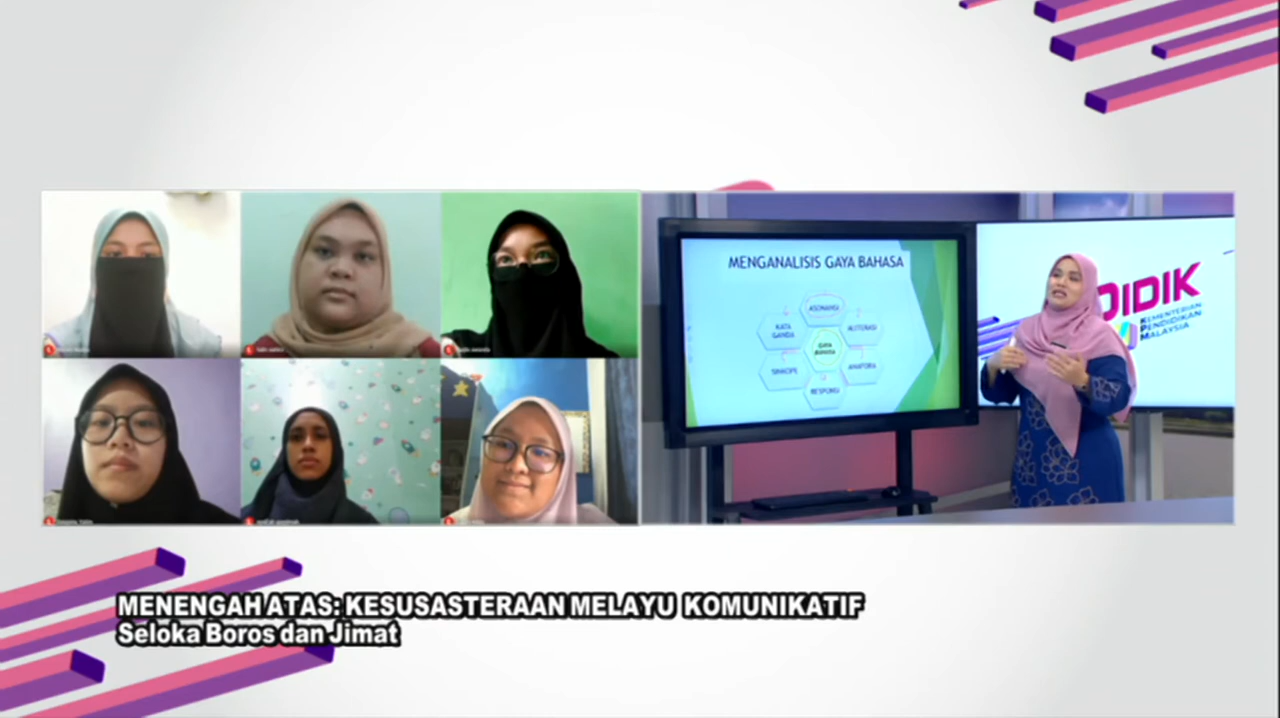 MENGANALISIS GAYA BAHASA
ASONANSI
KATA
GANDA
ALITERASI
GAYA
BAHASA
SINKOPE
ANAFORA
RESPONSI
DIDIK
KEMENTERIAN
PENDIDIKAN
MALAYSIA
MENENGAH ATAS: KESUSASTERAAN MELAYU KOMUNIKATIF
Seloka Boros dan Jimat